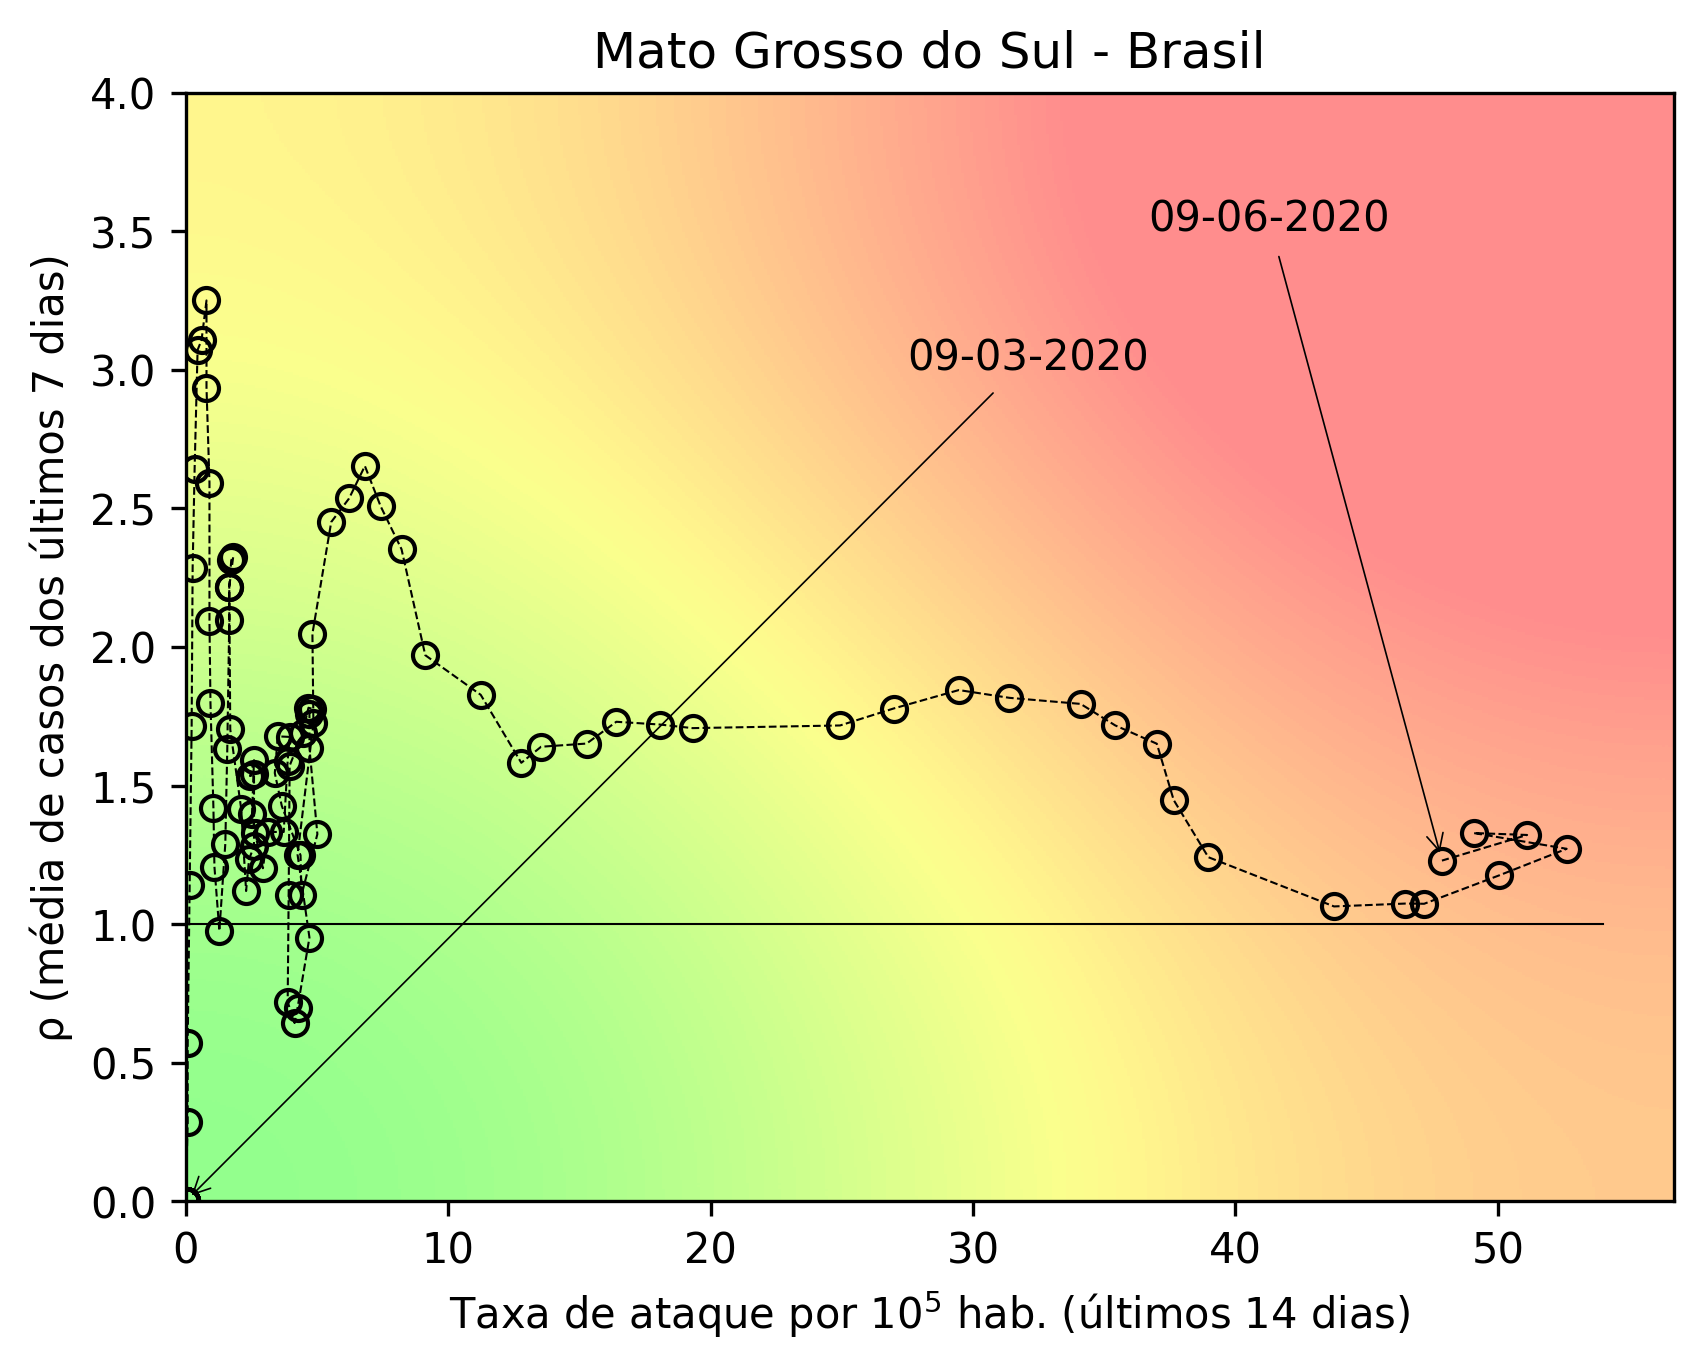 Mato Grosso do Sul - Brasil
4.0
3.5
3.0
2.5
2.0
1.5
1.0
0.5
0.0
ρ (média de casos dos últimos 7 dias)
09-06-2020
09-03-2020
0 10 20 30 40 50
Taxa de ataque por 10⁵ hab. (últimos 14 dias)